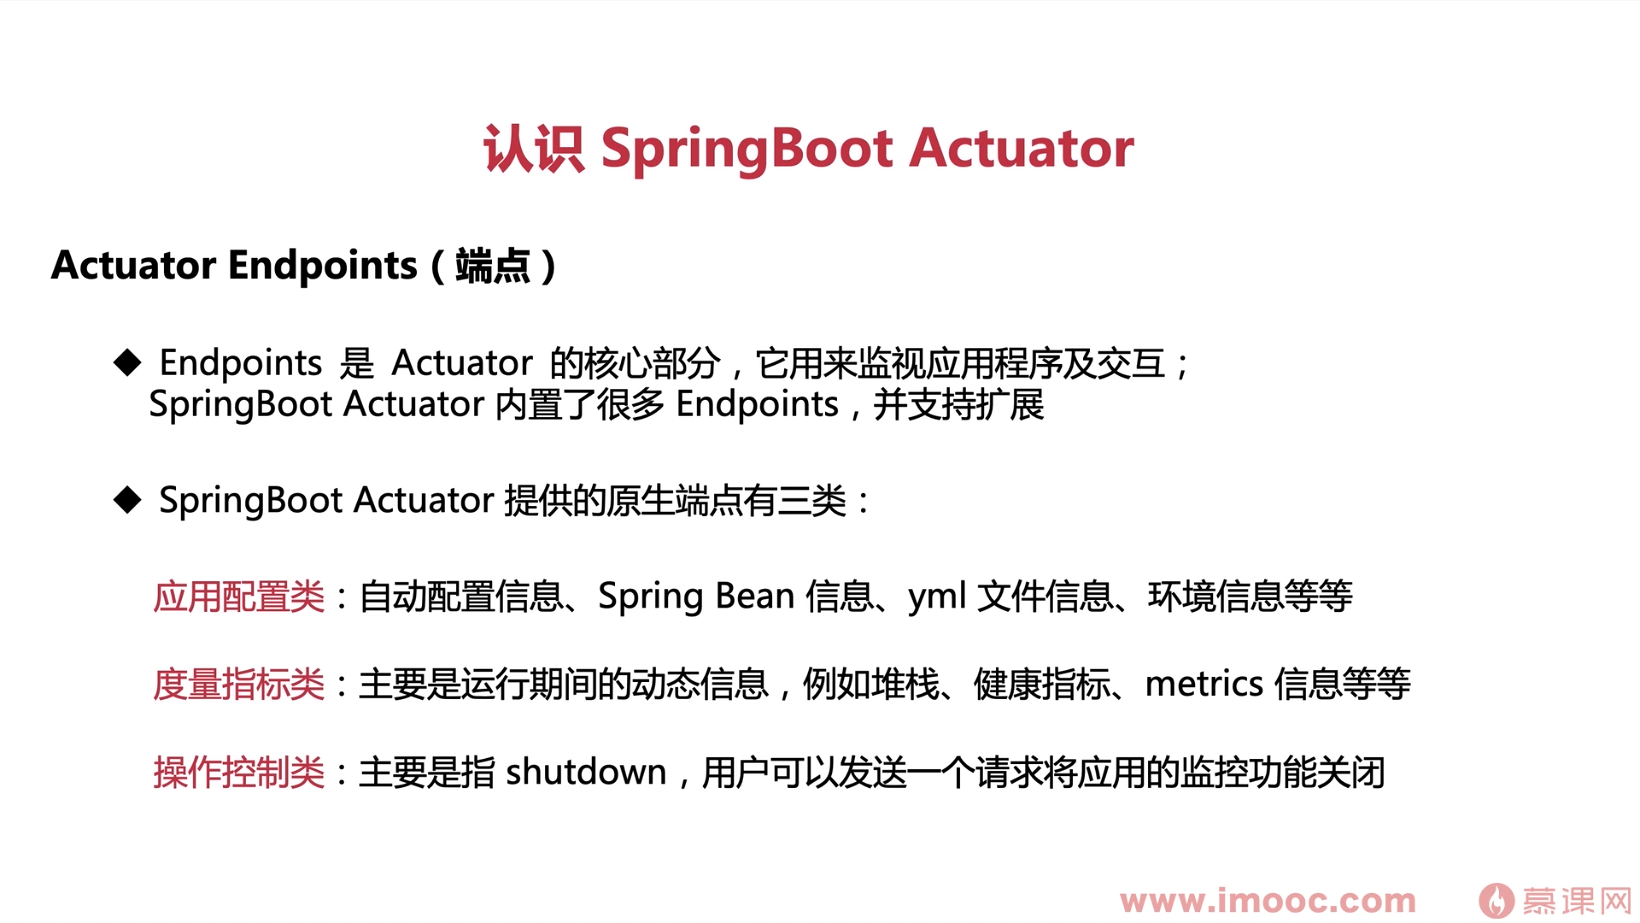 认识 SpringBoot Actuator
Actuator Endpoints（端点）
◆ Endpoints 是 Actuator 的核心部分，它用来监视应用程序及交互；
SpringBoot Actuator 内置了很多 Endpoints，并支持扩展
◆ SpringBoot Actuator 提供的原生端点有三类：
应用配置类：自动配置信息、Spring Bean 信息、yml 文件信息、环境信息等等
度量指标类：主要是运行期间的动态信息，例如堆栈、健康指标、metrics 信息等等
操作控制类：主要是指 shutdown，用户可以发送一个请求将应用的监控功能关闭
www.imooc.com 慕课网